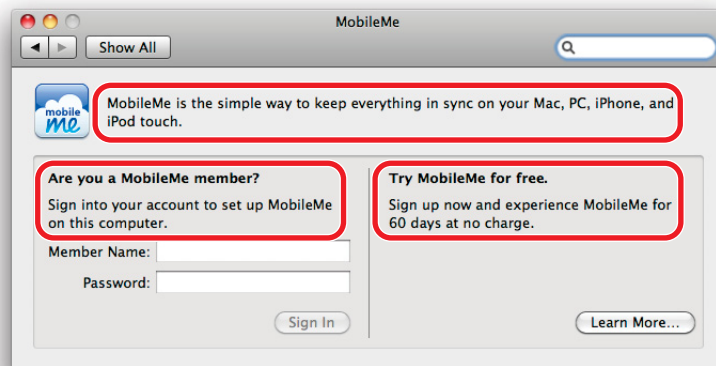 MobileMe
Show All
mobile
me
MobileMe is the simple way to keep everything in sync on your Mac, PC, iPhone, and
iPod touch.
Are you a MobileMe member?
Sign into your account to set up MobileMe
on this computer.
Member Name:
Password:
Sign In
Try MobileMe for free.
Sign up now and experience MobileMe for
60 days at no charge.
Learn More...